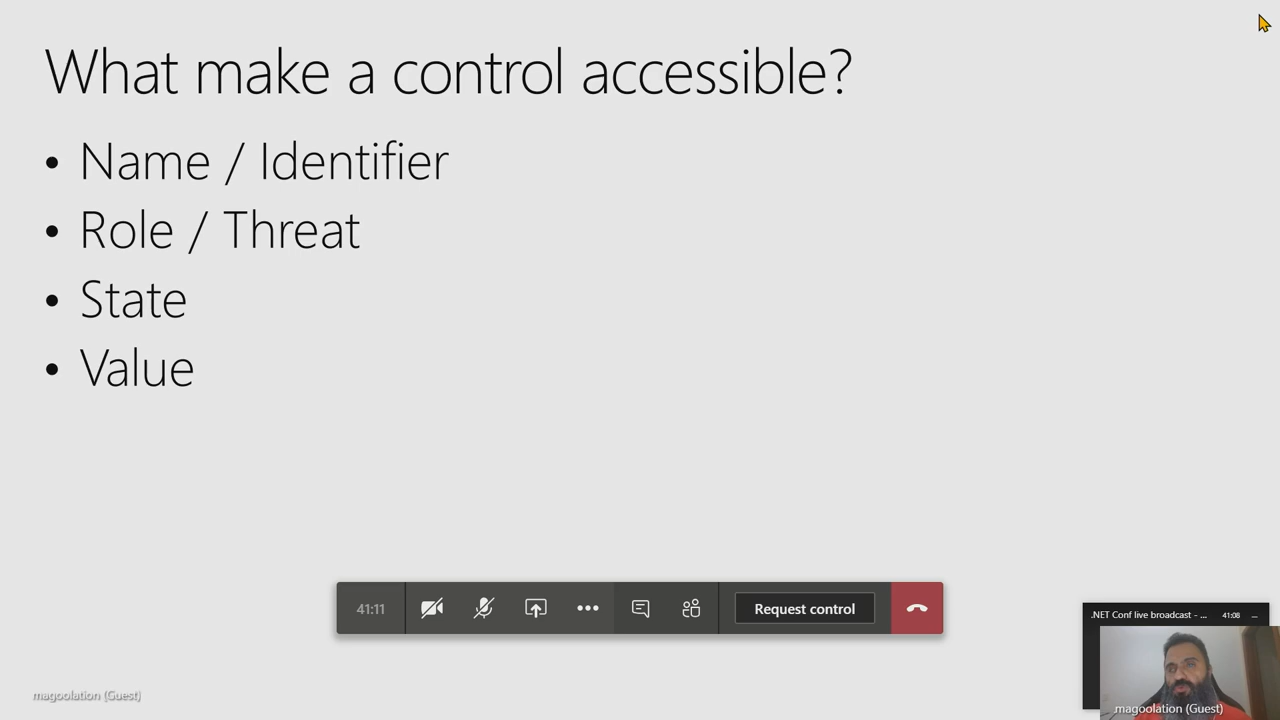 What make a control accessible?
• Name / Identifier
• Role / Threat
• State
• Value
41:11
Request control
.NET Conf live broadcast - ...
41:08
...
magoolation (Guest)
magoolation (Guest)